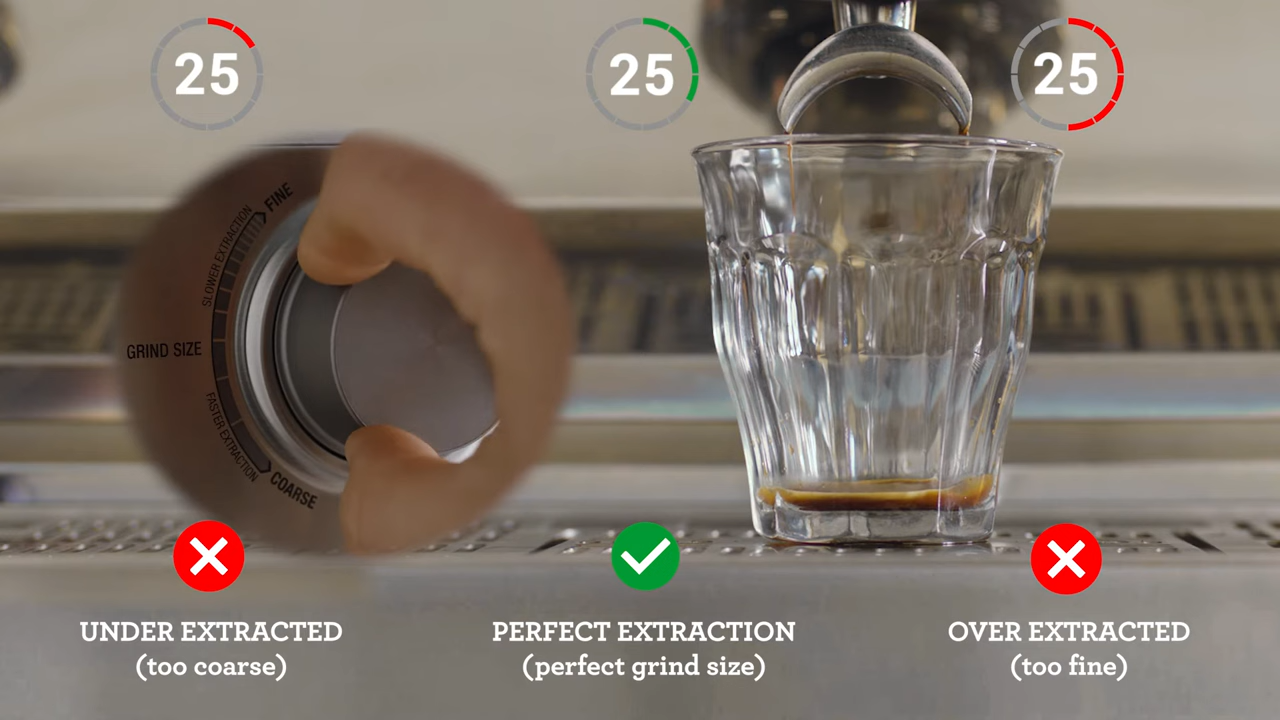 25
25
25
FINE
SLOWER EXTRACTION
GRIND SIZE
FASTER EXTRACTION
COARSE
UNDER EXTRACTED
(too coarse)
PERFECT EXTRACTION
(perfect grind size)
OVER EXTRACTED
(too fine)